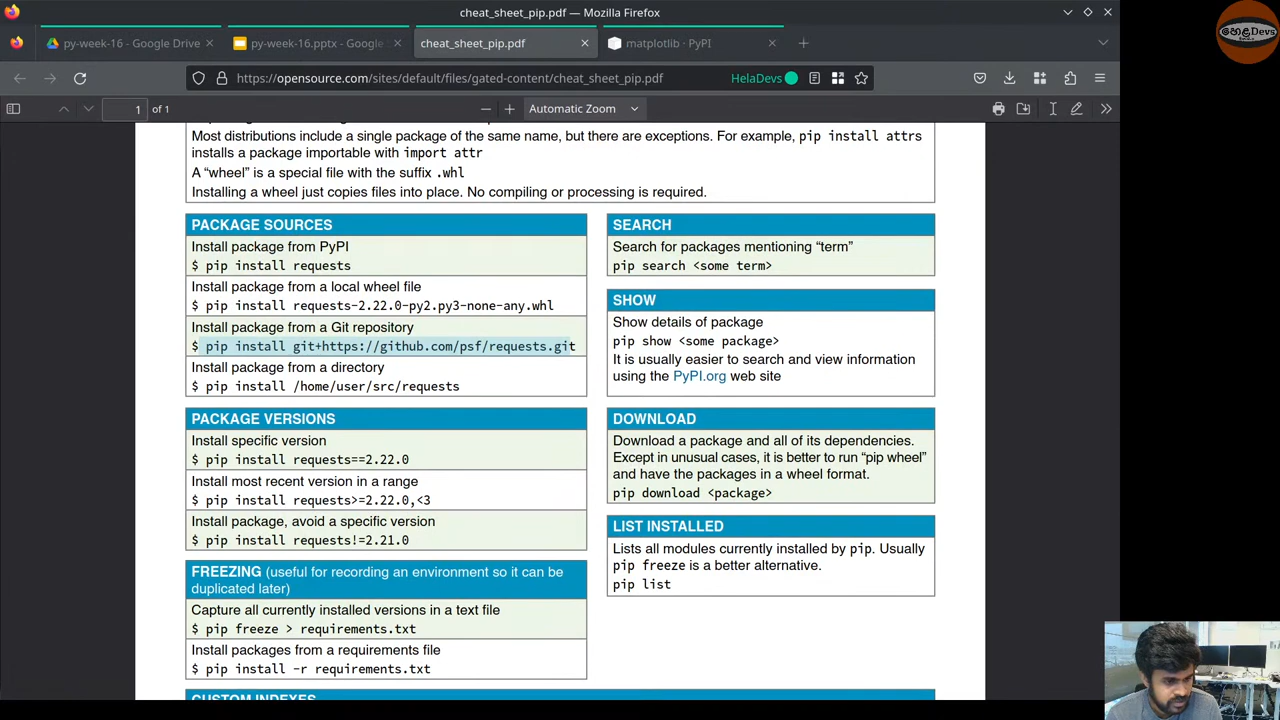 cheat_sheet_pip.pdf — Mozilla Firefox
py-week-16 - Google Drive
py-week-16.pptx - Google
cheat_sheet_pip.pdf
matplotlib · PyPI
https://opensource.com/sites/default/files/gated-content/cheat_sheet_pip.pdf
HelaDevs
1 of 1
Automatic Zoom
Most distributions include a single package of the same name, but there are exceptions. For example, pip install attrs
installs a package importable with import attr
A “wheel” is a special file with the suffix .whl
Installing a wheel just copies files into place. No compiling or processing is required.
PACKAGE SOURCES
Install package from PyPI
$ pip install requests
Install package from a local wheel file
$ pip install requests-2.22.0-py2.py3-none-any.whl
Install package from a Git repository
$ pip install git+https://github.com/psf/requests.git
Install package from a directory
$ pip install /home/user/src/requests
PACKAGE VERSIONS
Install specific version
$ pip install requests==2.22.0
Install most recent version in a range
$ pip install requests>=2.22.0,<3
Install package, avoid a specific version
$ pip install requests!=2.21.0
FREEZING (useful for recording an environment so it can be
duplicated later)
Capture all currently installed versions in a text file
$ pip freeze > requirements.txt
Install packages from a requirements file
$ pip install -r requirements.txt
CUSTOM INDEXES
SEARCH
Search for packages mentioning “term”
pip search <some term>
SHOW
Show details of package
pip show <some package>
It is usually easier to search and view information
using the PyPI.org web site
DOWNLOAD
Download a package and all of its dependencies.
Except in unusual cases, it is better to run “pip wheel”
and have the packages in a wheel format.
pip download <package>
LIST INSTALLED
Lists all modules currently installed by pip. Usually
pip freeze is a better alternative.
pip list
හෙළDevs